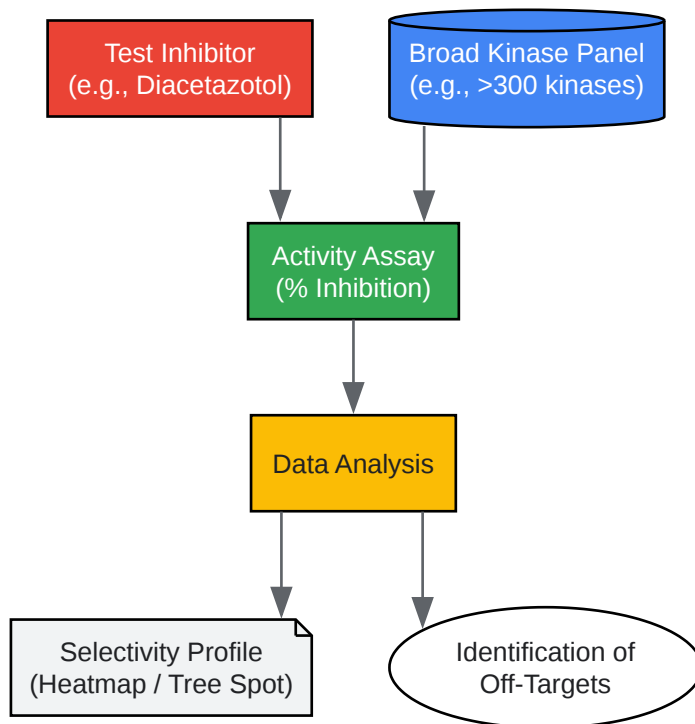 Test Inhibitor
(e.g., Diacetazotol)
Broad Kinase Panel
(e.g., >300 kinases)
Activity Assay
(% Inhibition)
Data Analysis
Selectivity Profile
(Heatmap / Tree Spot)
Identification of
Off-Targets